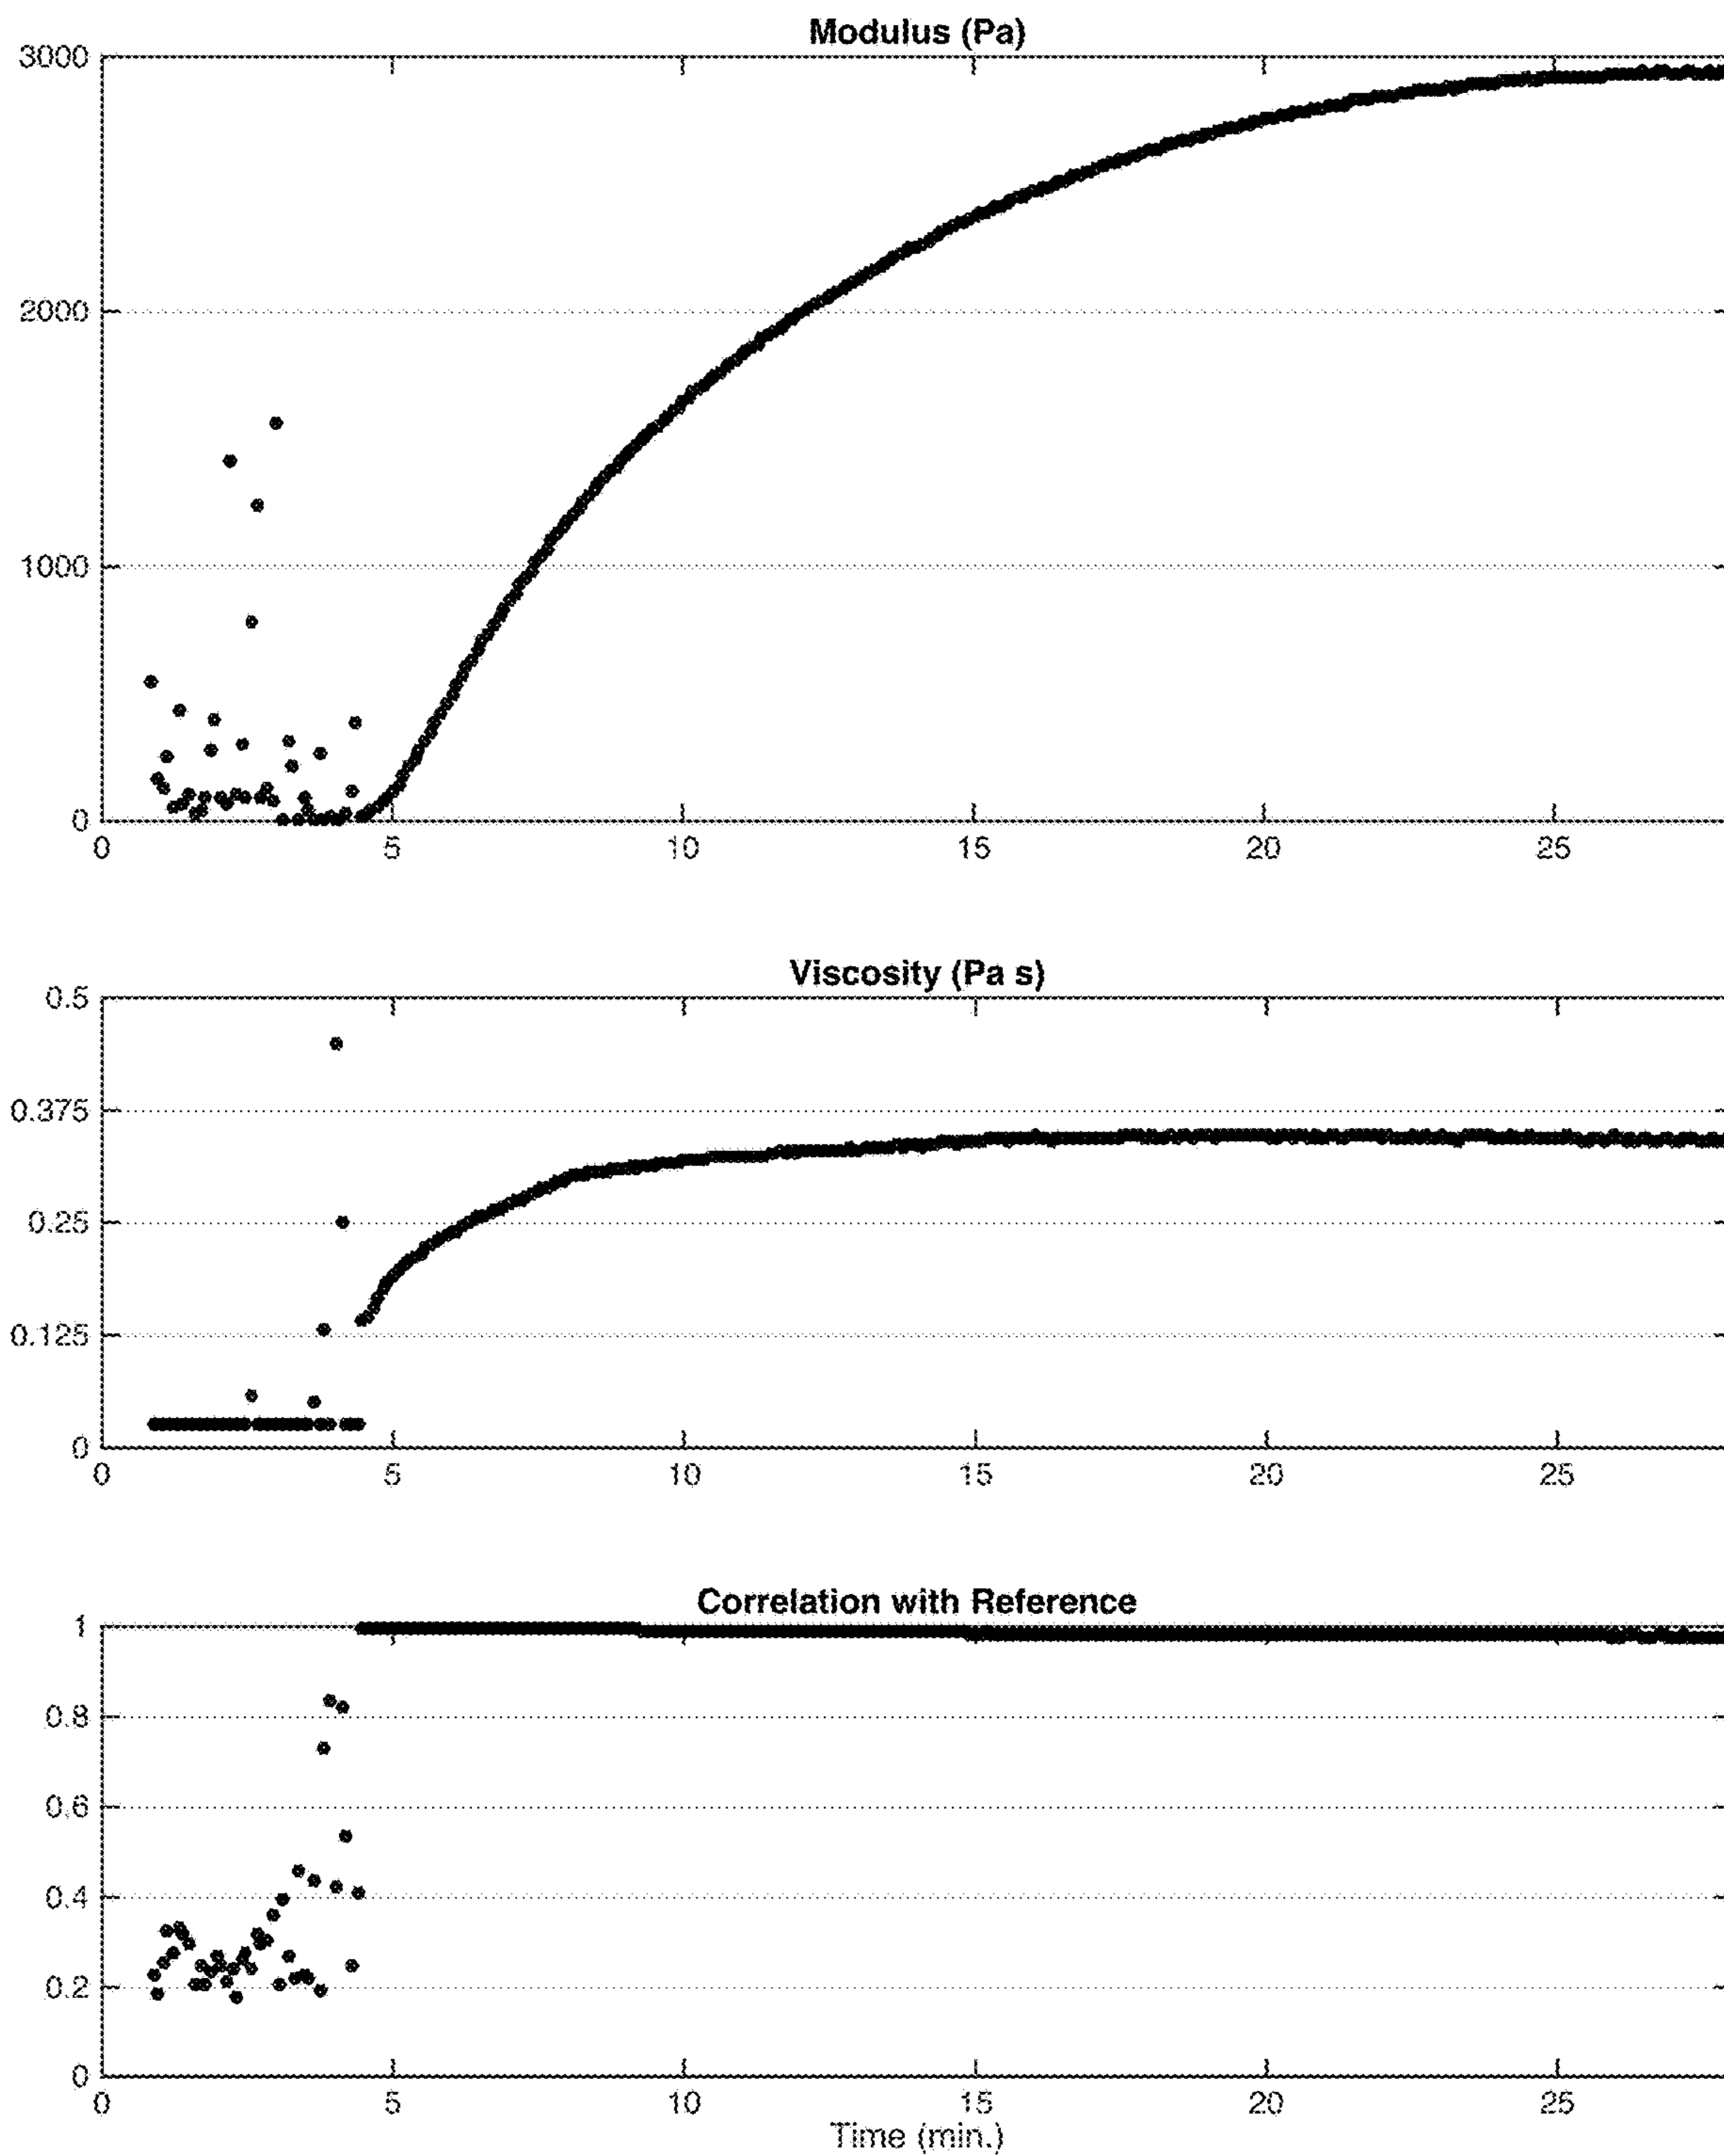 Modulus (Pa)
3000
2000
1000
0
0 5 10 15 20 25
Viscosity (Pa s)
0.5
0.375
0.25
0.125
0
0 5 10 15 20 25
Correlation with Reference
1
0.8
0.6
0.4
0.2
0
0 5 10 15 20 25
Time (min.)